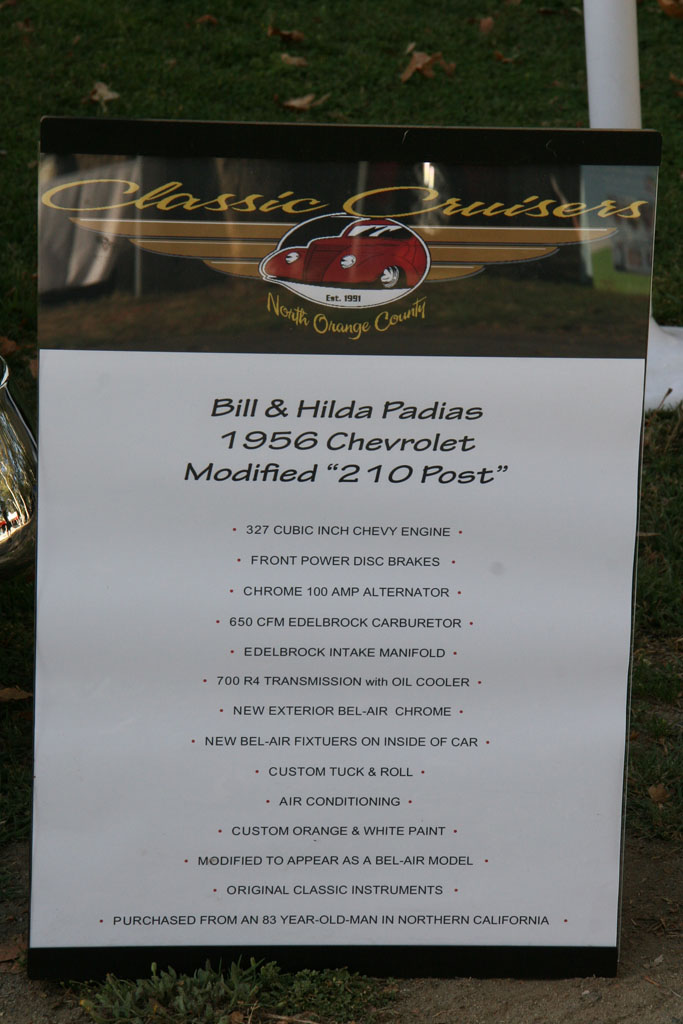 Classic Cruisers
Est. 1991
North Orange County
Bill & Hilda Padias
1956 Chevrolet
Modified “210 Post”
• 327 CUBIC INCH CHEVY ENGINE •
• FRONT POWER DISC BRAKES •
• CHROME 100 AMP ALTERNATOR •
• 650 CFM EDELBROCK CARBURETOR •
• EDELBROCK INTAKE MANIFOLD •
• 700 R4 TRANSMISSION with OIL COOLER •
• NEW EXTERIOR BEL-AIR CHROME •
• NEW BEL-AIR FIXTUERS ON INSIDE OF CAR •
• CUSTOM TUCK & ROLL •
• AIR CONDITIONING •
• CUSTOM ORANGE & WHITE PAINT •
• MODIFIED TO APPEAR AS A BEL-AIR MODEL •
• ORIGINAL CLASSIC INSTRUMENTS •
• PURCHASED FROM AN 83 YEAR-OLD-MAN IN NORTHERN CALIFORNIA •